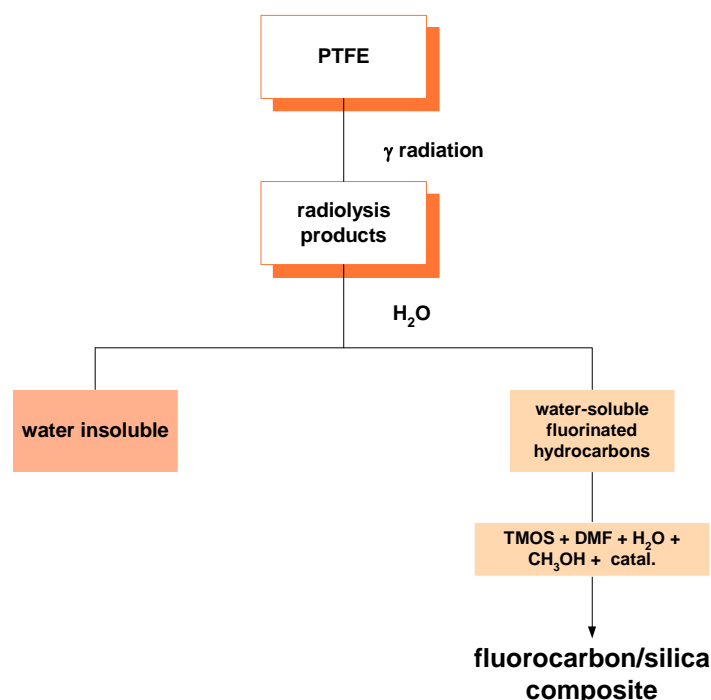 PTFE
γ radiation
radiolysis
products
H₂O
water insoluble
water-soluble
fluorinated
hydrocarbons
TMOS + DMF + H₂O +
CH₃OH + catal.
fluorocarbon/silica
composite